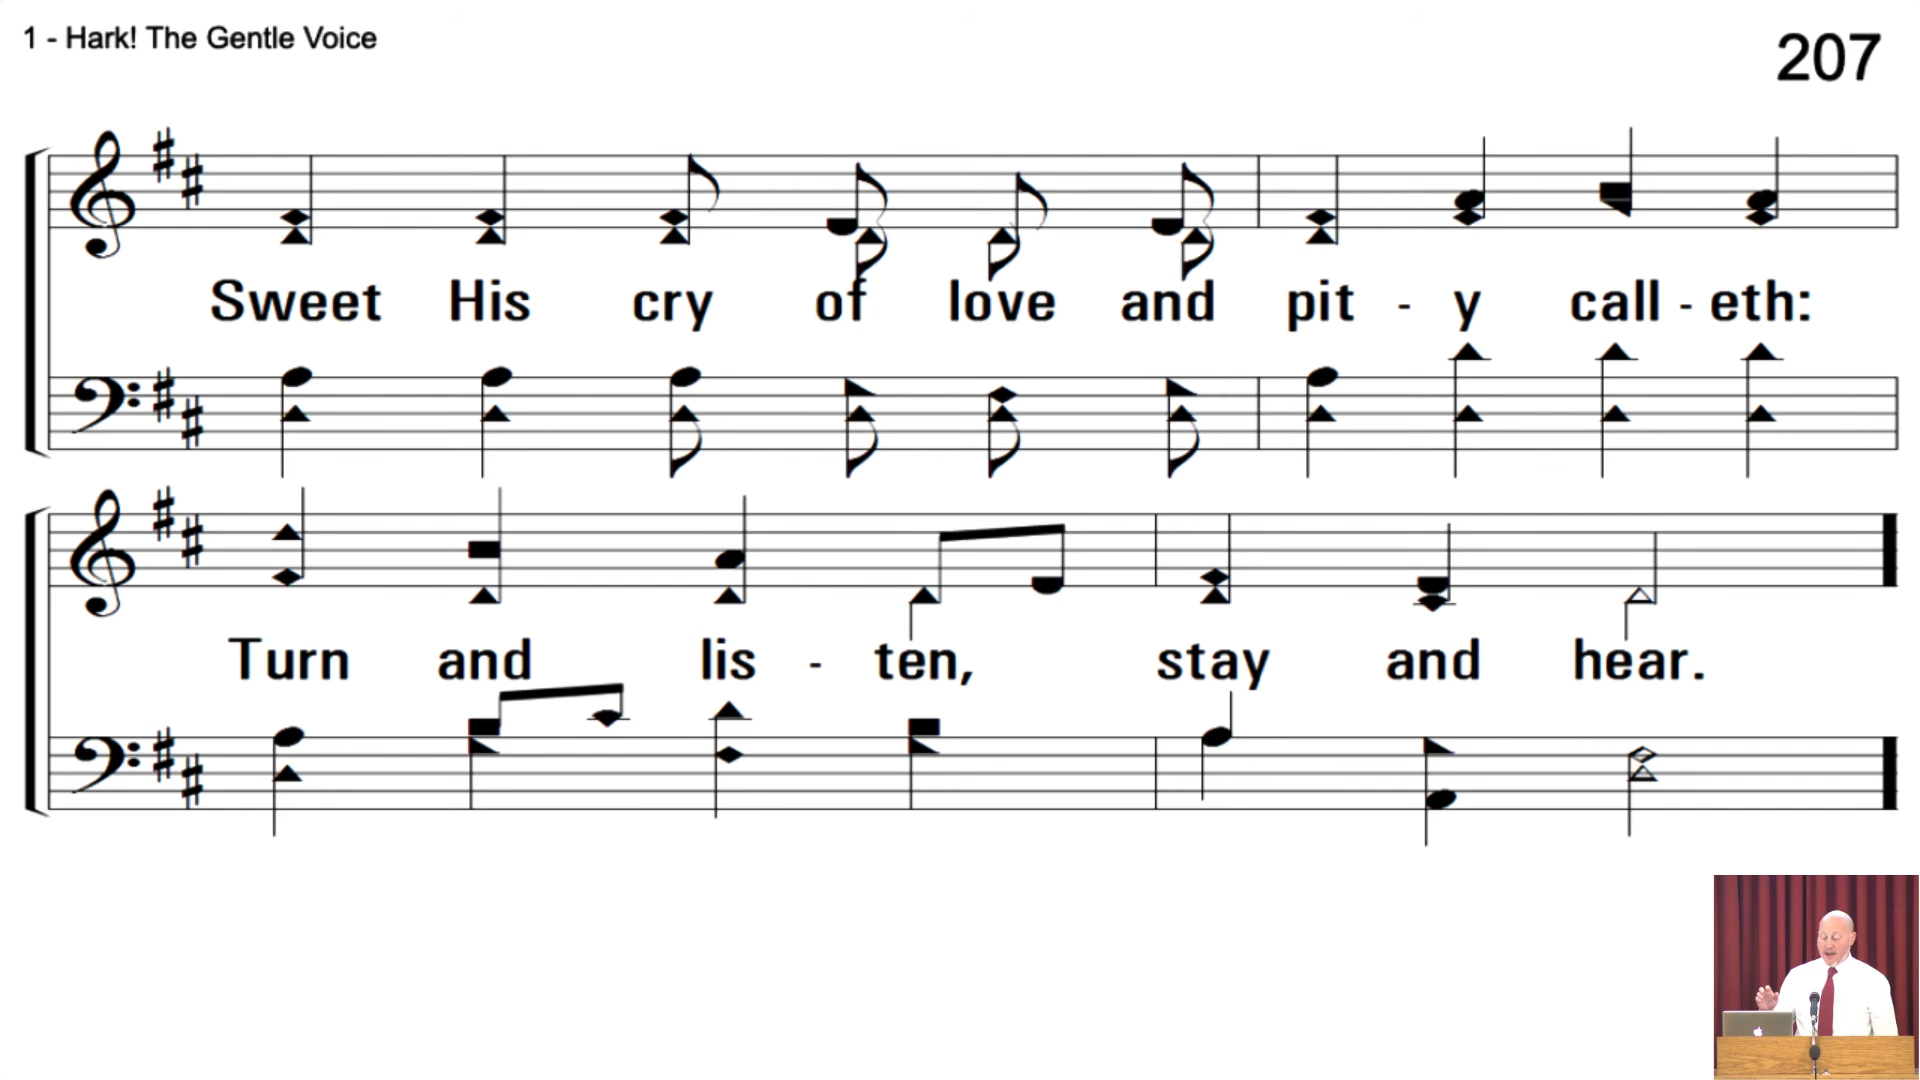 1 - Hark! The Gentle Voice
207
Sweet His cry of love and pit - y call - eth:
Turn and lis - ten, stay and hear.